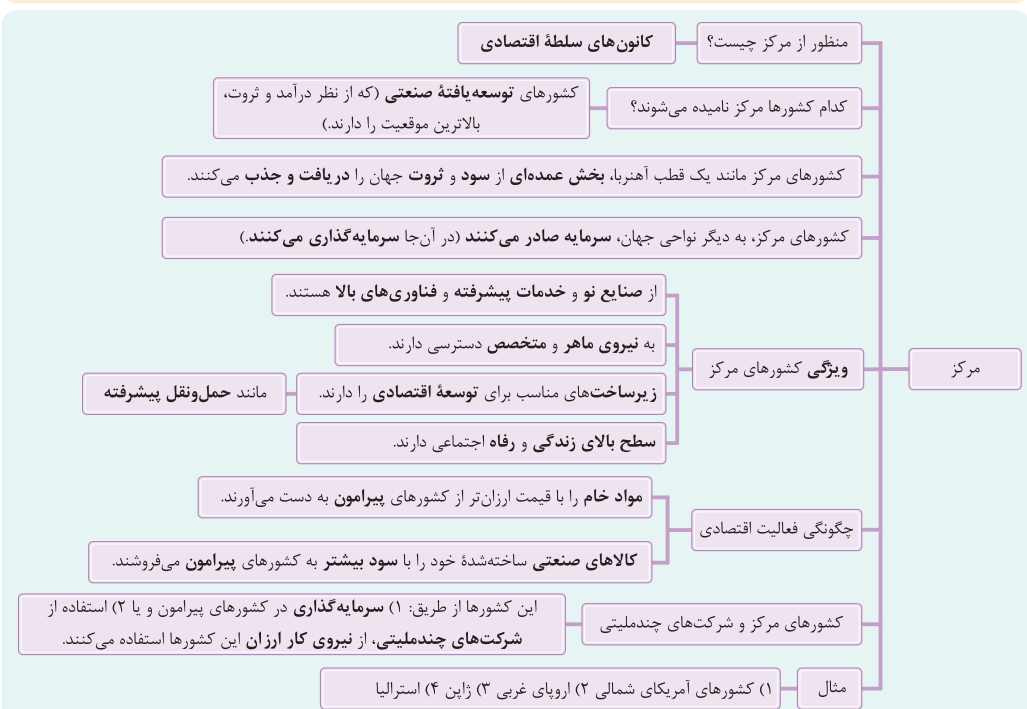 منظور از مرکز چیست؟
کانون‌های سلطهٔ اقتصادی
کدام کشورها مرکز نامیده می‌شوند؟
کشورهای توسعه‌یافتهٔ صنعتی (که از نظر درآمد و ثروت،
بالاترین موقعیت را دارند.)
کشورهای مرکز مانند یک قطب آهنربا، بخش عمده‌ای از سود و ثروت جهان را دریافت و جذب می‌کنند.
کشورهای مرکز، به دیگر نواحی جهان، سرمایه صادر می‌کنند (در آن‌جا سرمایه‌گذاری می‌کنند.)
مرکز
ویژگی کشورهای مرکز
از صنایع نو و خدمات پیشرفته و فناوری‌های بالا هستند.
به نیروی ماهر و متخصص دسترسی دارند.
زیرساخت‌های مناسب برای توسعهٔ اقتصادی را دارند.
مانند حمل‌ونقل پیشرفته
سطح بالای زندگی و رفاه اجتماعی دارند.
چگونگی فعالیت اقتصادی
مواد خام را با قیمت ارزان‌تر از کشورهای پیرامون به دست می‌آورند.
کالاهای صنعتی ساخته‌شدهٔ خود را با سود بیشتر به کشورهای پیرامون می‌فروشند.
کشورهای مرکز و شرکت‌های چندملیتی
این کشورها از طریق: ۱) سرمایه‌گذاری در کشورهای پیرامون و یا ۲) استفاده از
شرکت‌های چندملیتی، از نیروی کار ارزان این کشورها استفاده می‌کنند.
مثال
۱) کشورهای آمریکای شمالی ۲) اروپای غربی ۳) ژاپن ۴) استرالیا